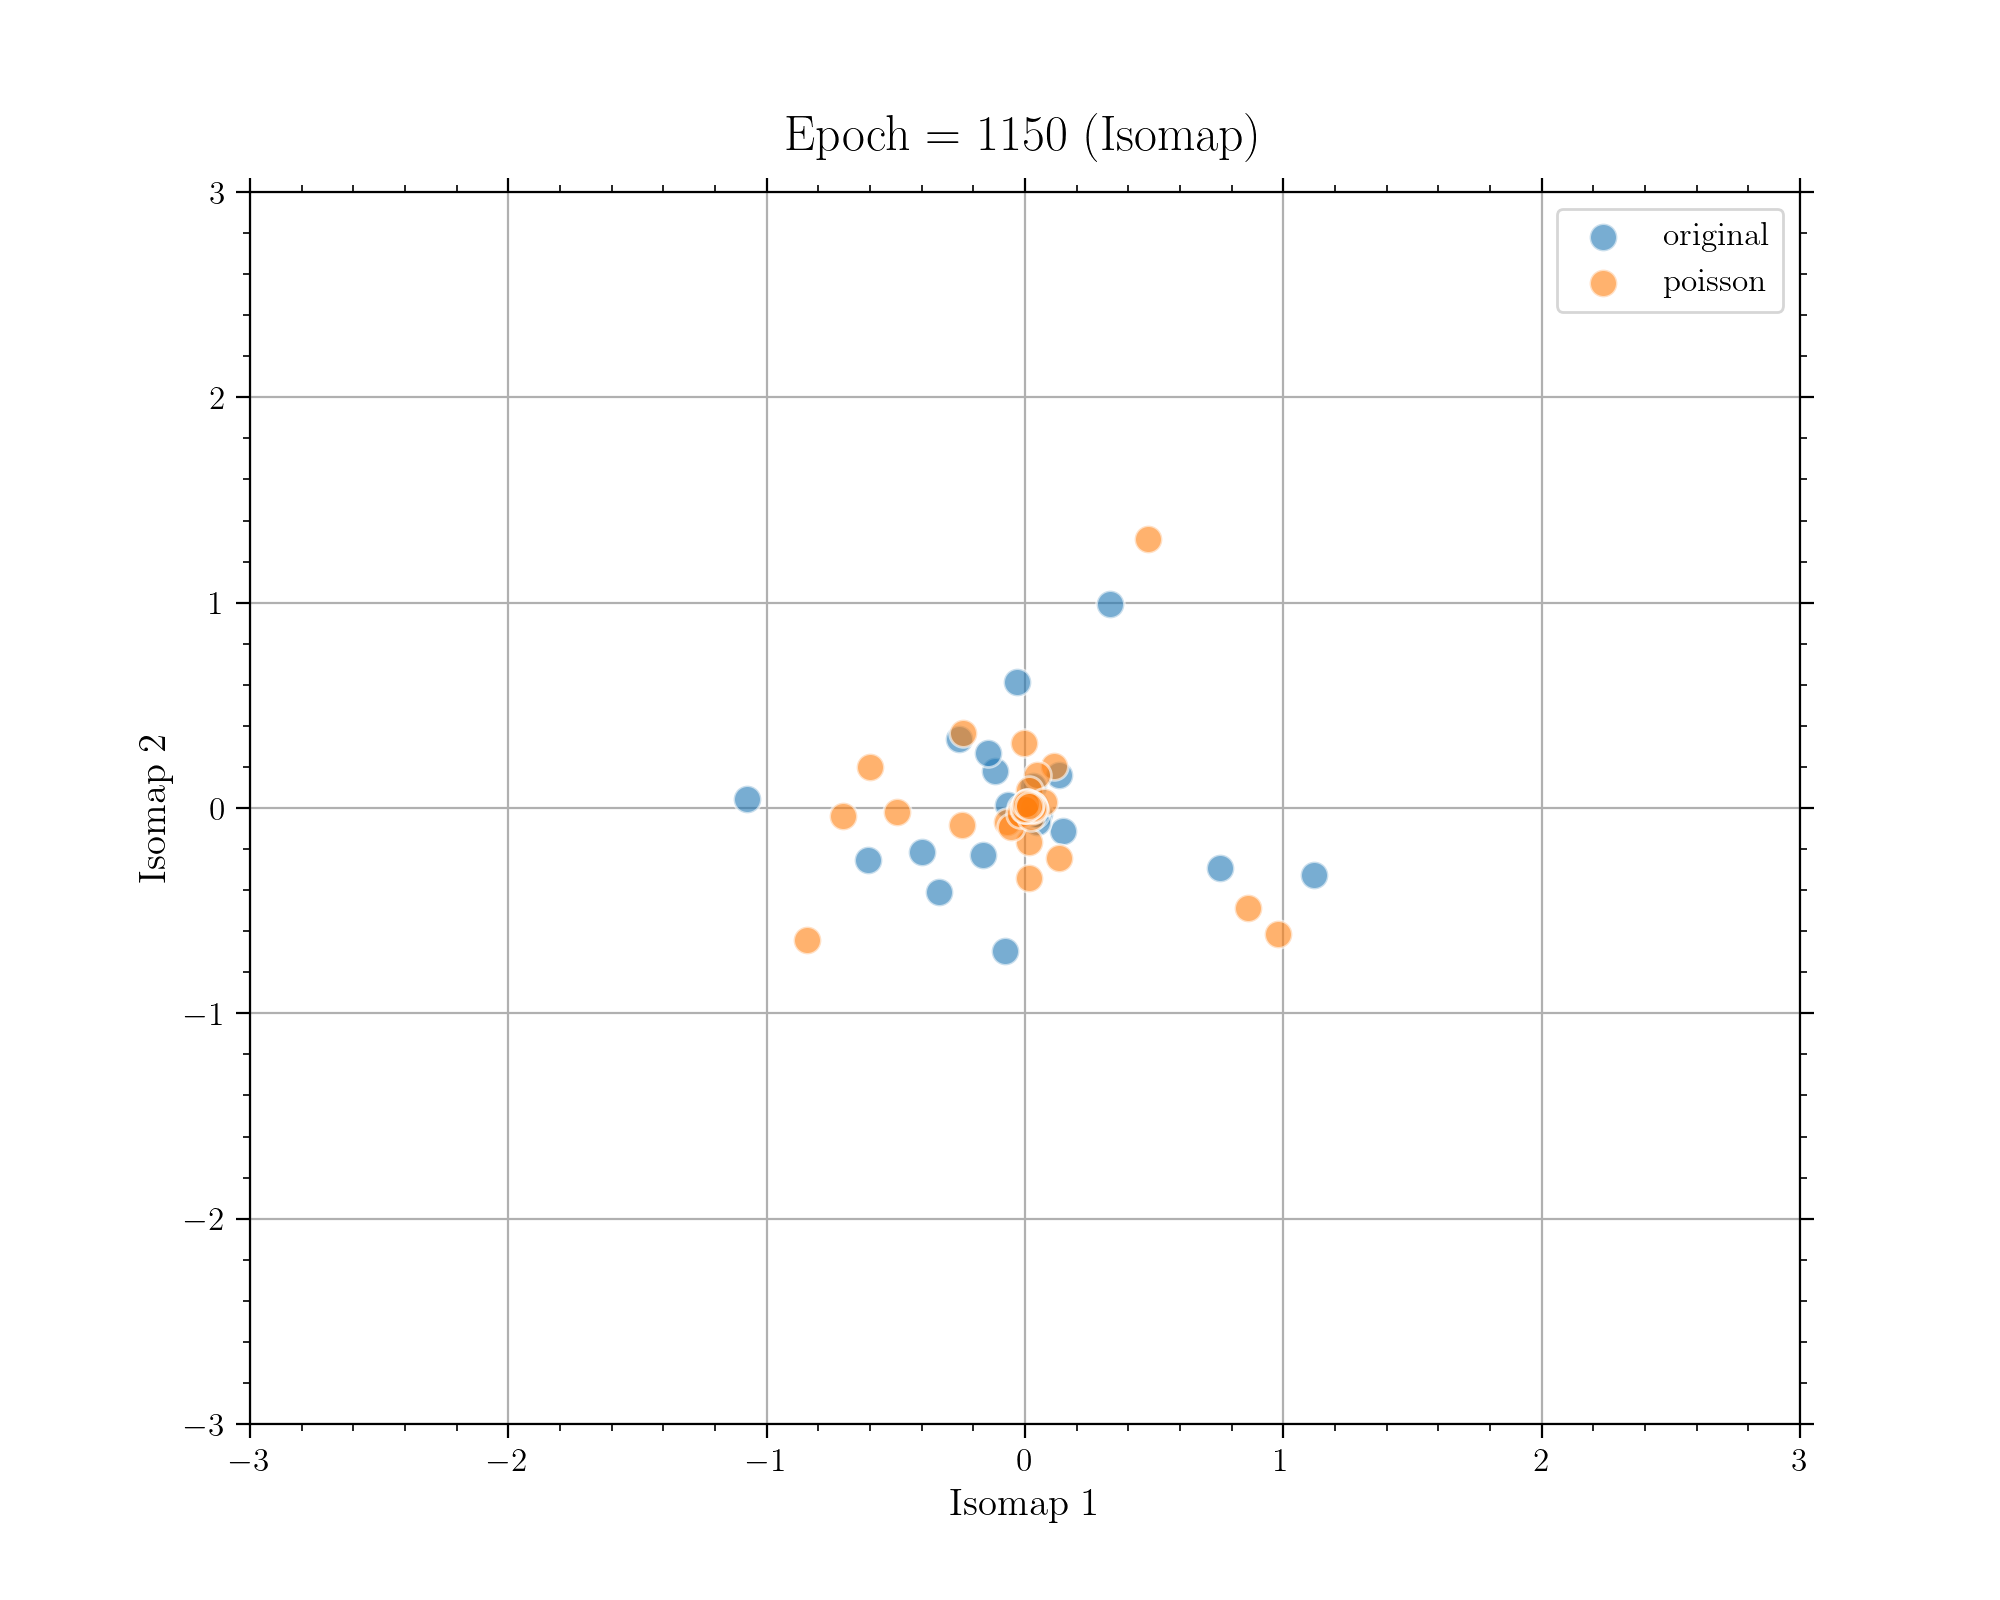 Epoch = 1150 (Isomap)
original
poisson
3
2
1
0
−1
−2
−3
Isomap 2
−3
−2
−1
0
1
2
3
Isomap 1